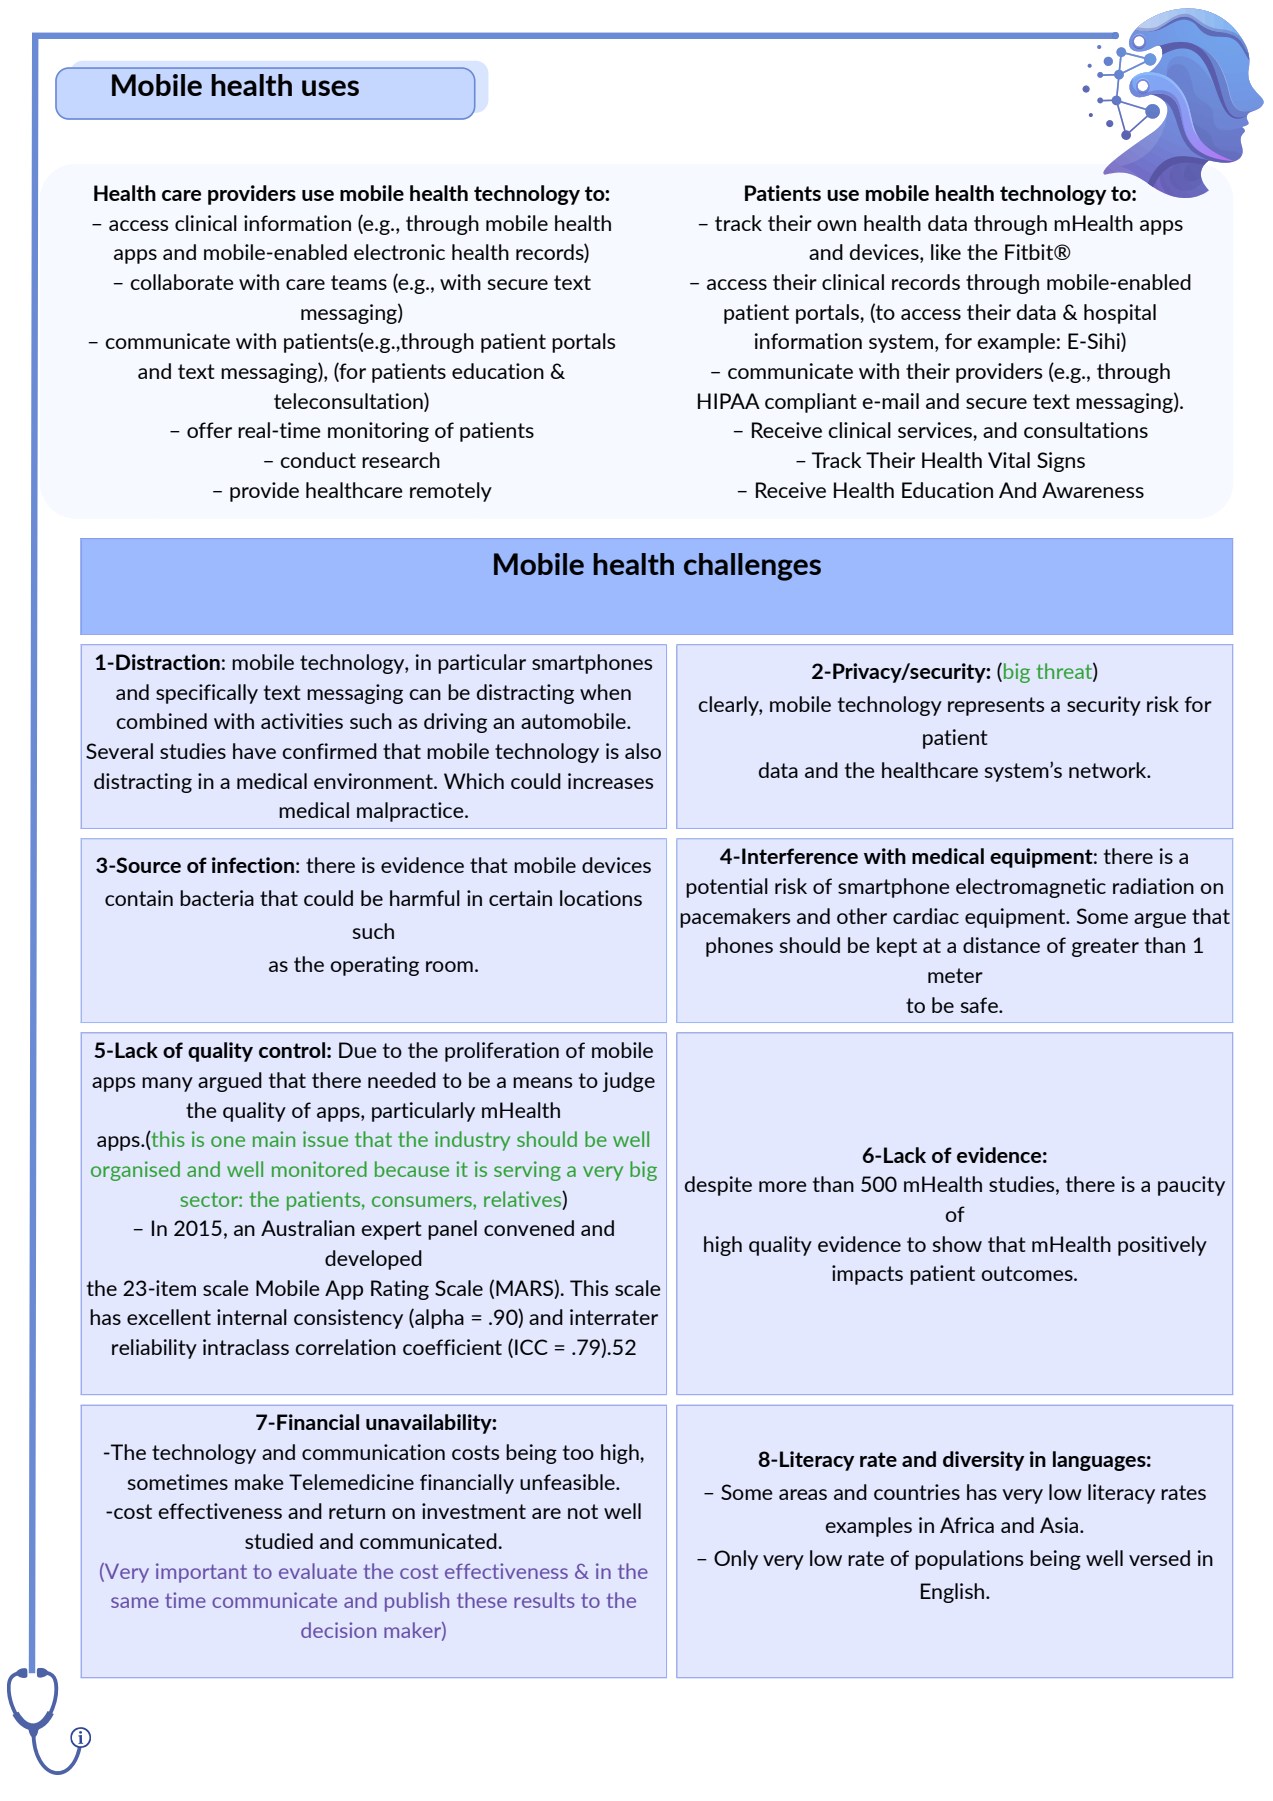 Mobile health uses
Health care providers use mobile health technology to:
– access clinical information (e.g., through mobile health
apps and mobile-enabled electronic health records)
– collaborate with care teams (e.g., with secure text
messaging)
– communicate with patients(e.g.,through patient portals
and text messaging), (for patients education &
teleconsultation)
– offer real-time monitoring of patients
– conduct research
– provide healthcare remotely
Patients use mobile health technology to:
– track their own health data through mHealth apps
and devices, like the Fitbit®
– access their clinical records through mobile-enabled
patient portals, (to access their data & hospital
information system, for example: E-Sihi)
– communicate with their providers (e.g., through
HIPAA compliant e-mail and secure text messaging).
– Receive clinical services, and consultations
– Track Their Health Vital Signs
– Receive Health Education And Awareness
Mobile health challenges
1-Distraction: mobile technology, in particular smartphones
and specifically text messaging can be distracting when
combined with activities such as driving an automobile.
Several studies have confirmed that mobile technology is also
distracting in a medical environment. Which could increases
medical malpractice.
2-Privacy/security: (big threat)
clearly, mobile technology represents a security risk for
patient
data and the healthcare system’s network.
3-Source of infection: there is evidence that mobile devices
contain bacteria that could be harmful in certain locations
such
as the operating room.
4-Interference with medical equipment: there is a
potential risk of smartphone electromagnetic radiation on
pacemakers and other cardiac equipment. Some argue that
phones should be kept at a distance of greater than 1
meter
to be safe.
5-Lack of quality control: Due to the proliferation of mobile
apps many argued that there needed to be a means to judge
the quality of apps, particularly mHealth
apps.(this is one main issue that the industry should be well
organised and well monitored because it is serving a very big
sector: the patients, consumers, relatives)
– In 2015, an Australian expert panel convened and
developed
the 23-item scale Mobile App Rating Scale (MARS). This scale
has excellent internal consistency (alpha = .90) and interrater
reliability intraclass correlation coefficient (ICC = .79).52
6-Lack of evidence:
despite more than 500 mHealth studies, there is a paucity
of
high quality evidence to show that mHealth positively
impacts patient outcomes.
7-Financial unavailability:
-The technology and communication costs being too high,
sometimes make Telemedicine financially unfeasible.
-cost effectiveness and return on investment are not well
studied and communicated.
(Very important to evaluate the cost effectiveness & in the
same time communicate and publish these results to the
decision maker)
8-Literacy rate and diversity in languages:
– Some areas and countries has very low literacy rates
examples in Africa and Asia.
– Only very low rate of populations being well versed in
English.
i